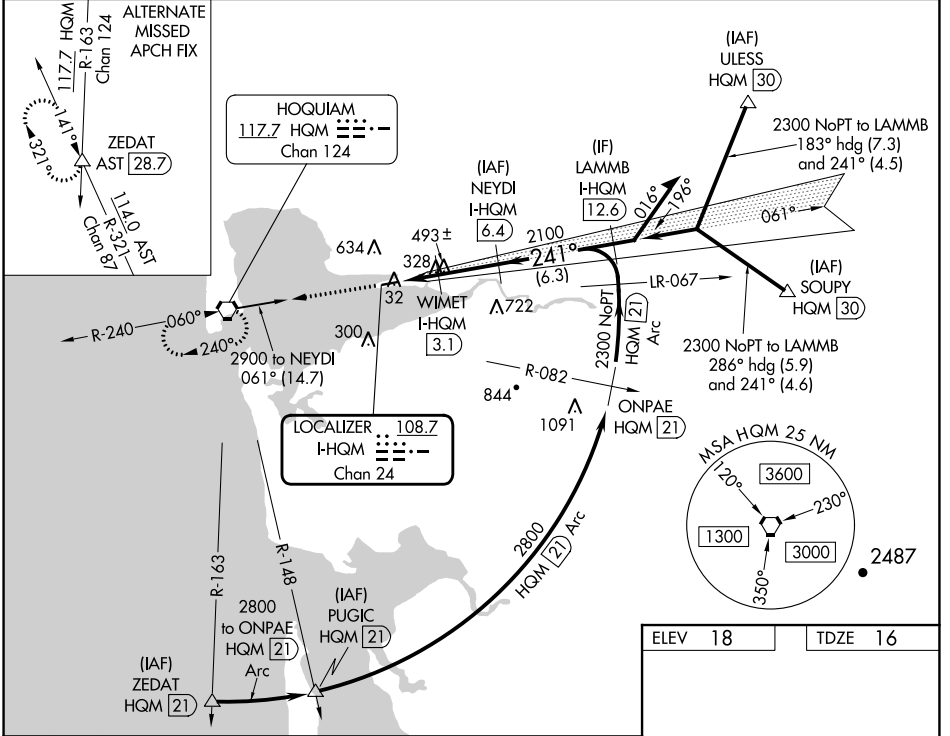 ALTERNATE
MISSED
APCH FIX
117.7 HQM
R-163
Chan 124
141°
321°
ZEDAT
AST 28.7
114.0 AST
R-321
Chan 87
HOQUIAM
117.7 HQM
Chan 124
(IAF)
ULESS
HQM 30
2300 NoPT to LAMMB
183° hdg (7.3)
and 241° (4.5)
(IAF)
NEYDI
I-HQM
6.4
(IF)
LAMMB
I-HQM
12.6
016°
196°
061°
2100
241°
(6.3)
634
493 ±
328
32
WIMET
I-HQM
3.1
722
LR-067
(IAF)
SOUPY
HQM 30
R-240
060°
240°
2900 to NEYDI
061° (14.7)
300
2300 NoPT
HQM 21
Arc
2300 NoPT to LAMMB
286° hdg (5.9)
and 241° (4.6)
R-082
844
1091
ONPAE
HQM 21
LOCALIZER 108.7
I-HQM
Chan 24
MSA HQM 25 NM
120°
3600
230°
1300
3000
350°
2487
R-163
R-148
2800
HQM 21 Arc
2800
to ONPAE
HQM 21
Arc
(IAF)
PUGIC
HQM 21
(IAF)
ZEDAT
HQM 21
ELEV 18
TDZE 16